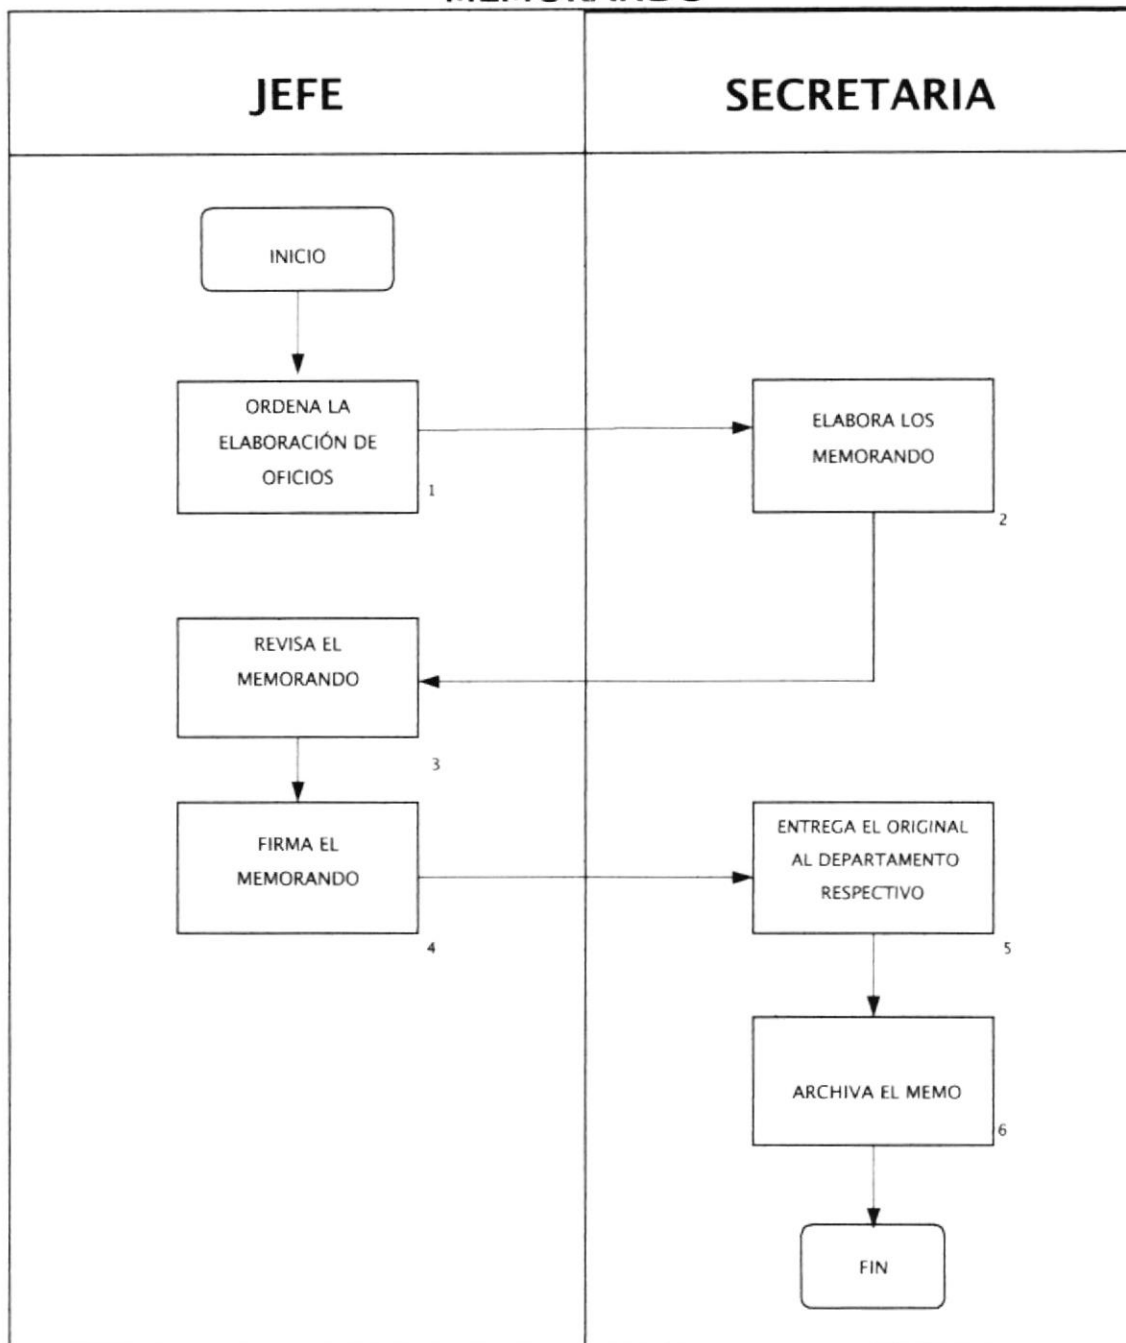 JEFE
SECRETARIA
INICIO
ORDENA LA
ELABORACIÓN DE
OFICIOS
1
ELABORA LOS
MEMORANDO
2
REVISA EL
MEMORANDO
3
FIRMA EL
MEMORANDO
4
ENTREGA EL ORIGINAL
AL DEPARTAMENTO
RESPECTIVO
5
ARCHIVA EL MEMO
6
FIN